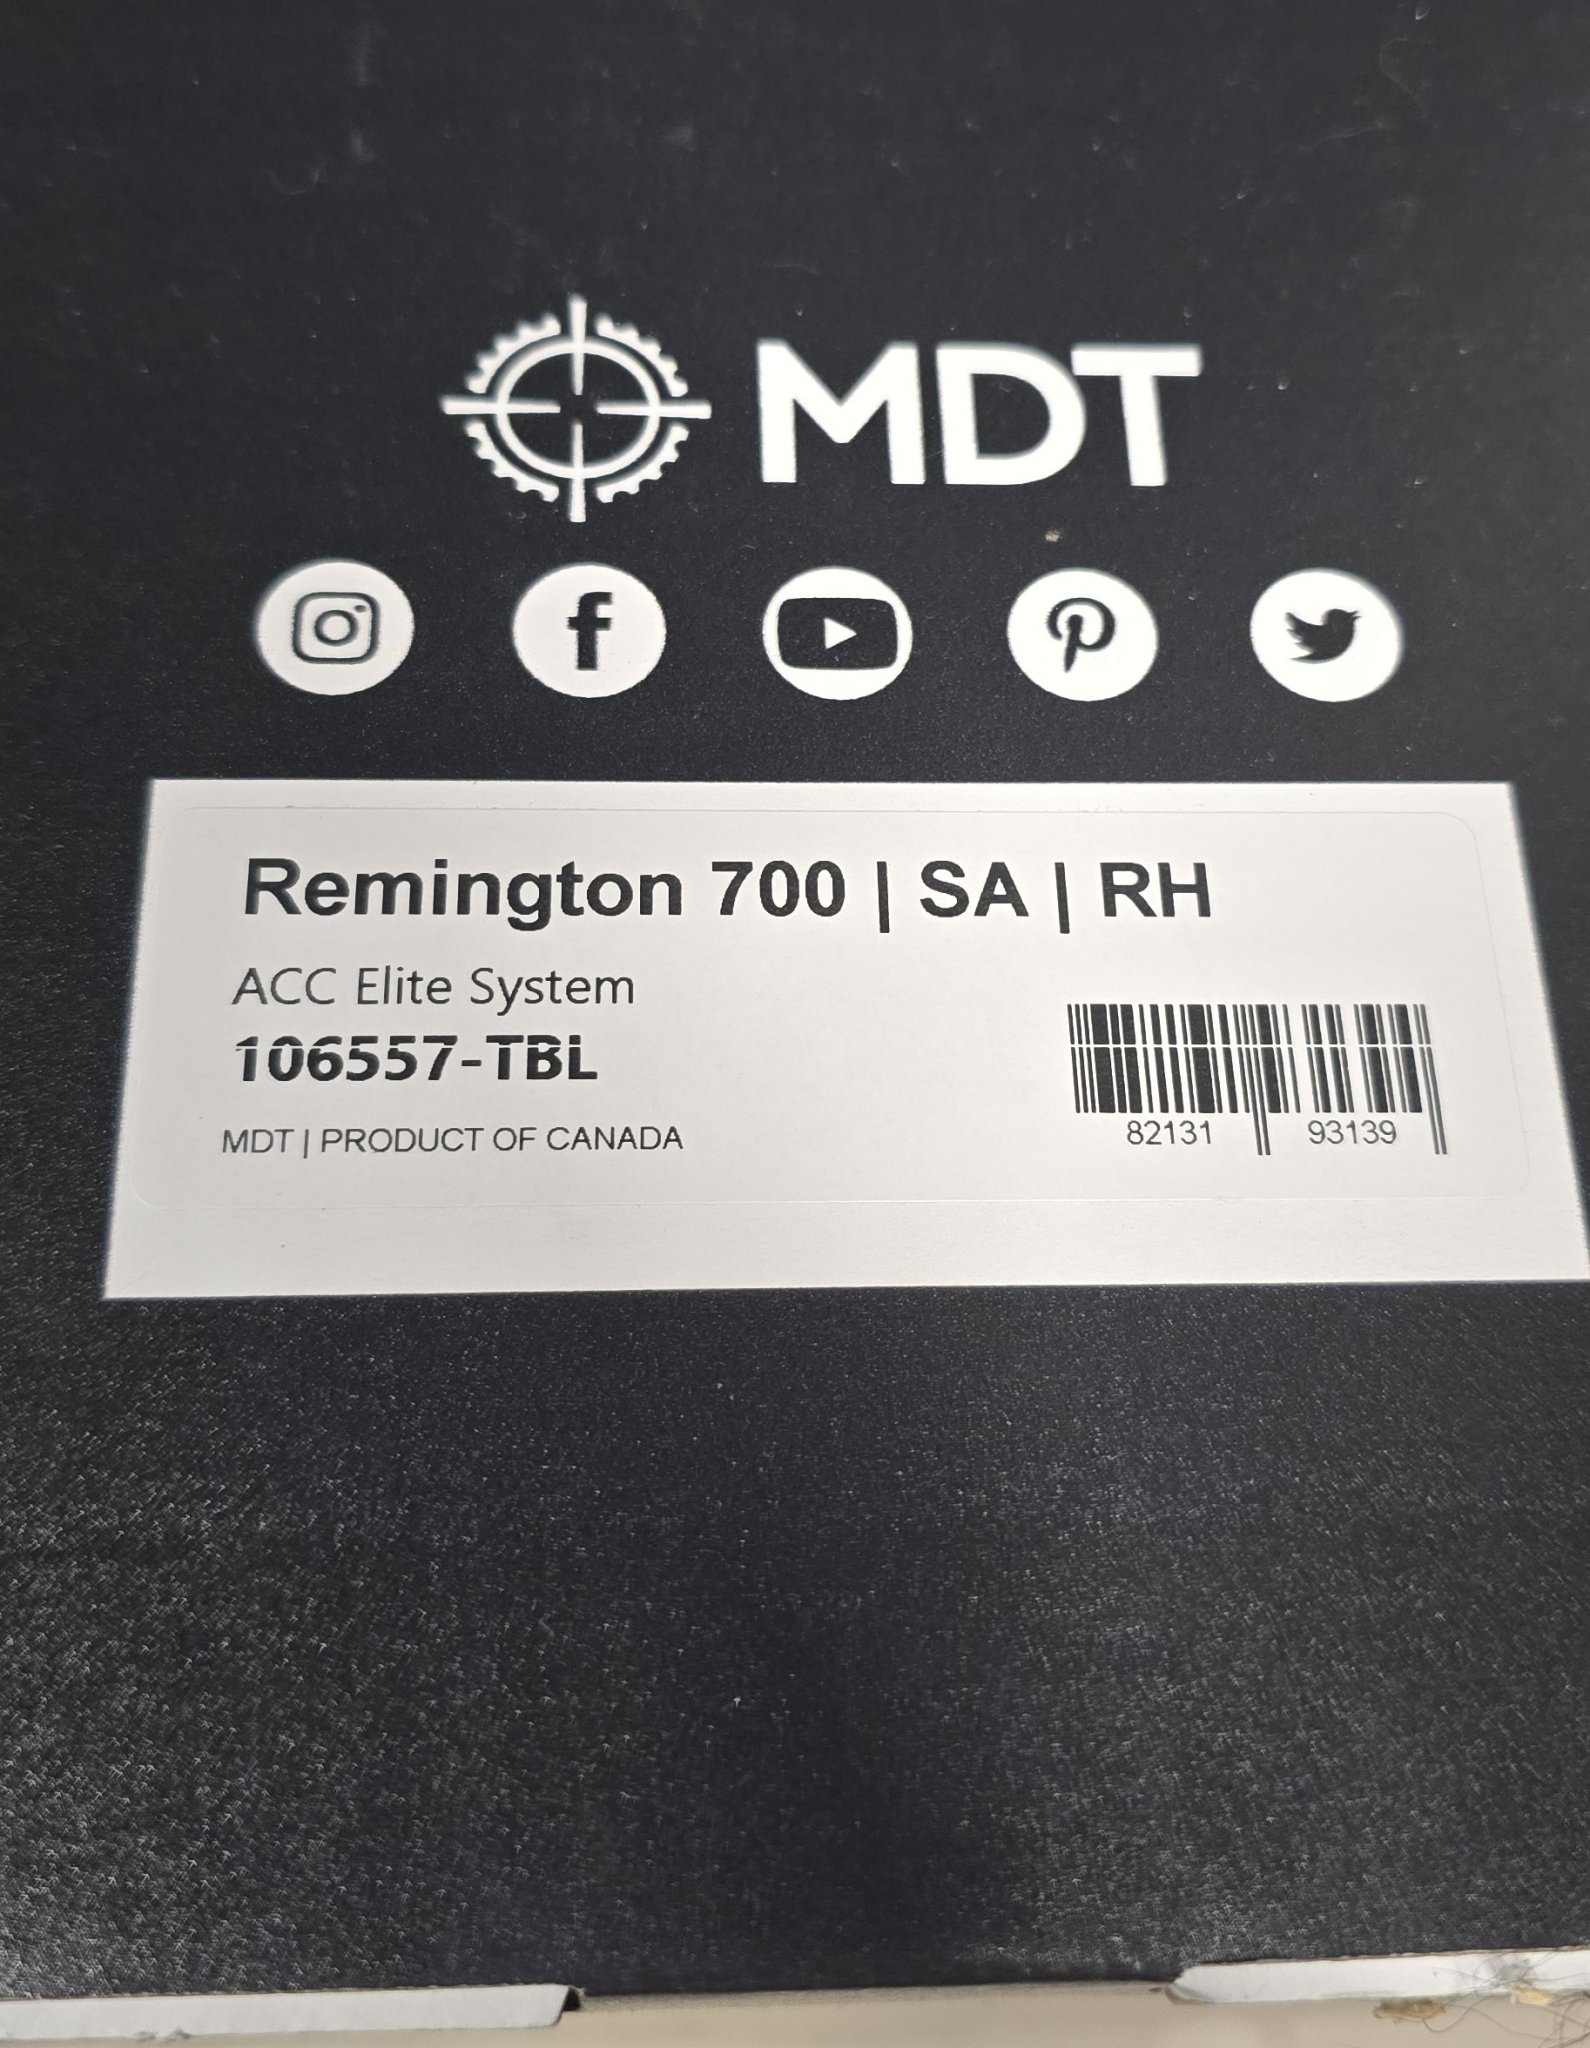 MDT
Remington 700 | SA | RH
ACC Elite System
106557-TBL
MDT | PRODUCT OF CANADA
82131 93139